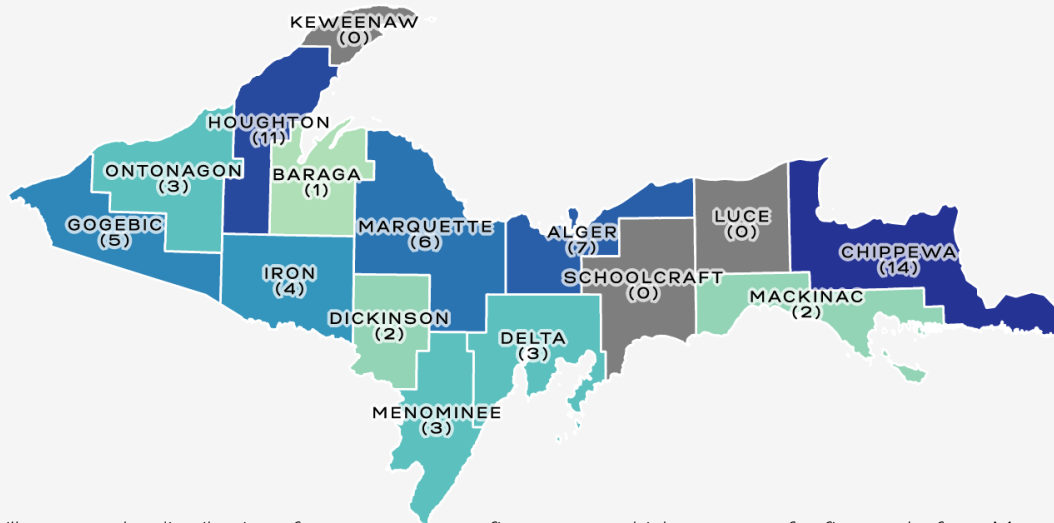 KEWEENAW
(0)
HOUGHTON
(11)
ONTONAGON
(3)
BARAGA
(1)
GOGEBIC
(5)
MARQUETTE
(6)
ALGER
(7)
LUCE
(0)
CHIPPEWA
(14)
IRON
(4)
SCHOOLCRAFT
(0)
MACKINAC
(2)
DICKINSON
(2)
DELTA
(3)
MENOMINEE
(3)